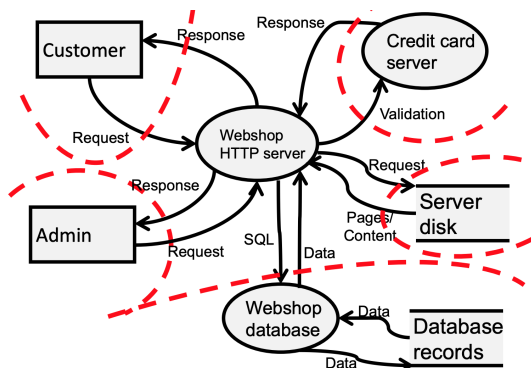 Customer
Response
Response
Credit card
server
Request
Webshop
HTTP server
Validation
Request
Response
Admin
Request
Pages/
Content
Server
disk
SQL
Data
Webshop
database
Data
Database
records
Data